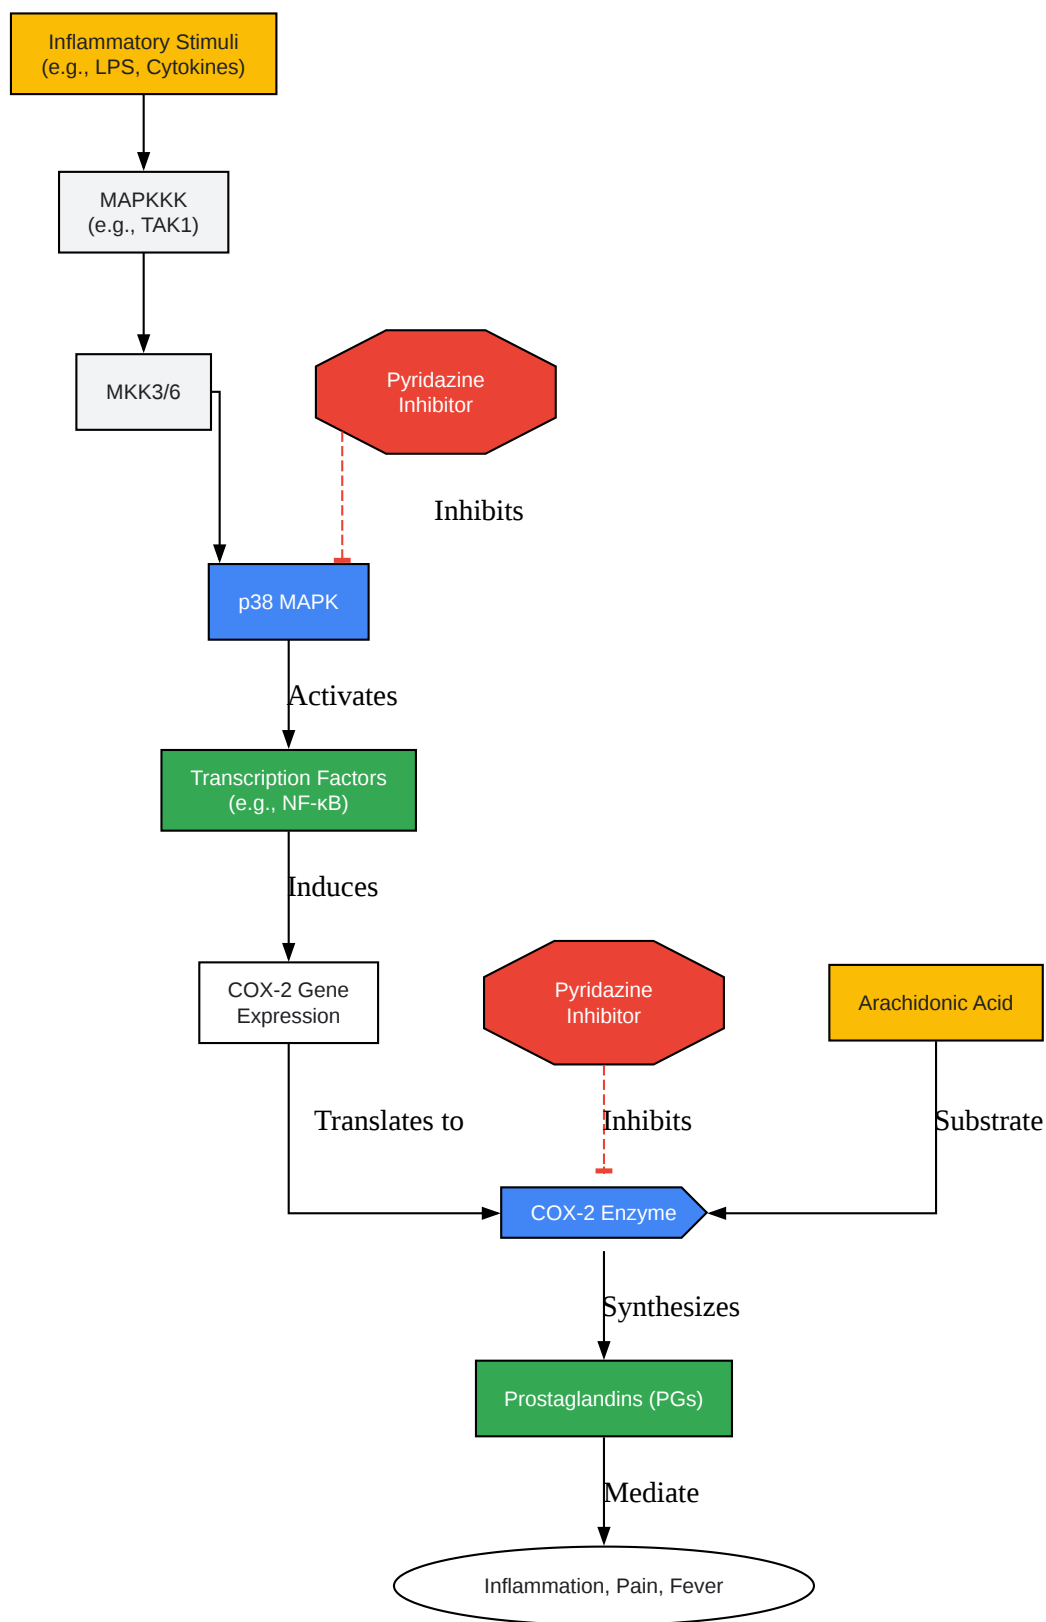 Inflammatory Stimuli
(e.g., LPS, Cytokines)
MAPKKK
(e.g., TAK1)
MKK3/6
Pyridazine
Inhibitor
Inhibits
p38 MAPK
Activates
Transcription Factors
(e.g., NF-κB)
Induces
COX-2 Gene
Expression
Pyridazine
Inhibitor
Arachidonic Acid
Translates to
Inhibits
Substrate
COX-2 Enzyme
Synthesizes
Prostaglandins (PGs)
Mediate
Inflammation, Pain, Fever